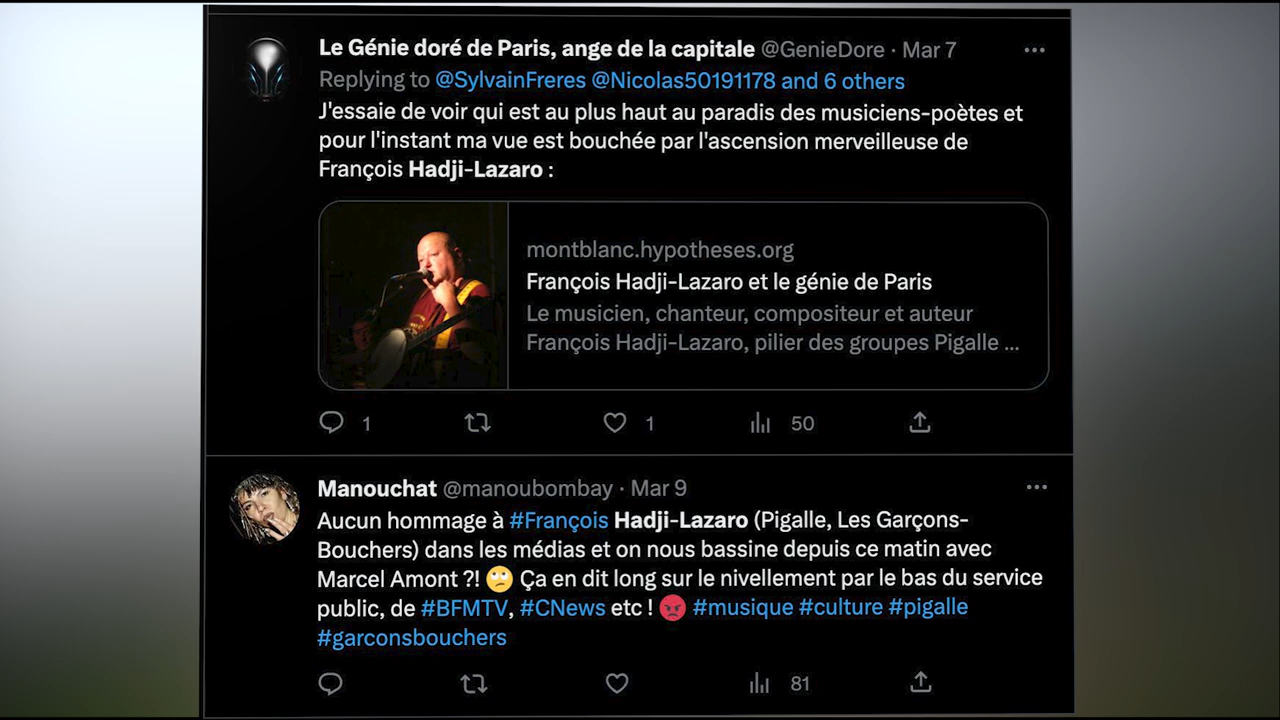 Le Génie doré de Paris, ange de la capitale @GenieDore · Mar 7
Replying to @SylvainFreres @Nicolas50191178 and 6 others
J'essaie de voir qui est au plus haut au paradis des musiciens-poètes et
pour l'instant ma vue est bouchée par l'ascension merveilleuse de
François Hadji-Lazaro :
montblanc.hypotheses.org
François Hadji-Lazaro et le génie de Paris
Le musicien, chanteur, compositeur et auteur
François Hadji-Lazaro, pilier des groupes Pigalle ...
1 1 50
Manouchat @manoubombay · Mar 9
Aucun hommage à #François Hadji-Lazaro (Pigalle, Les Garçons-
Bouchers) dans les médias et on nous bassine depuis ce matin avec
Marcel Amont ?! 🙄 Ça en dit long sur le nivellement par le bas du service
public, de #BFMTV, #CNews etc ! 😡 #musique #culture #pigalle
#garconsbouchers
81